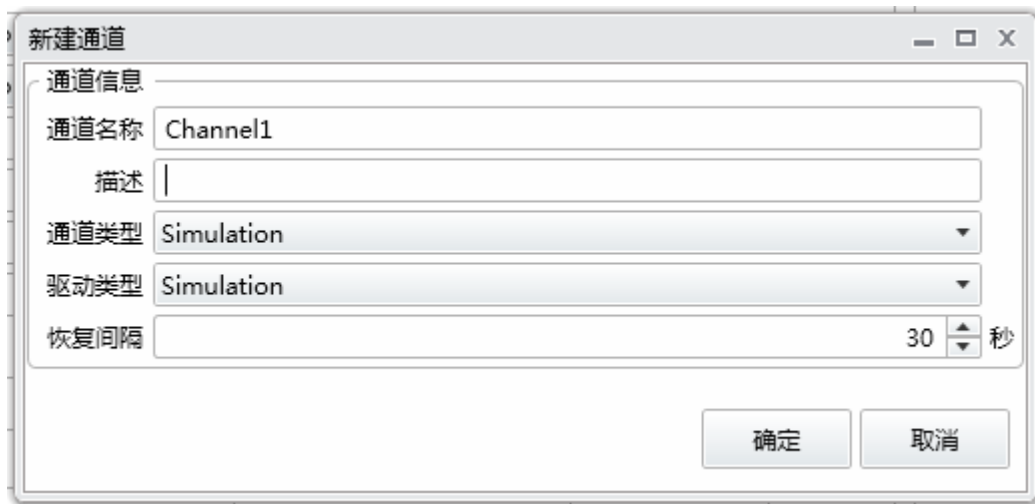 新建通道
通道信息
通道名称 Channel1
描述
通道类型 Simulation
驱动类型 Simulation
恢复间隔 30 秒
确定 取消